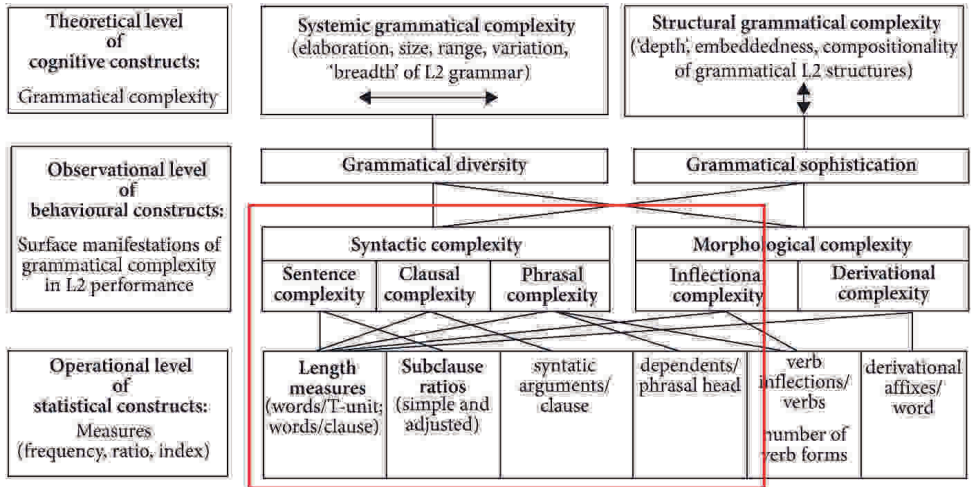 Theoretical level
of
cognitive constructs:
Grammatical complexity
Systemic grammatical complexity
(elaboration, size, range, variation,
'breadth' of L2 grammar)
Structural grammatical complexity
('depth', embeddedness, compositionality
of grammatical L2 structures)
Observational level
of
behavioural constructs:
Surface manifestations of
grammatical complexity
in L2 performance
Grammatical diversity
Grammatical sophistication
Syntactic complexity
Morphological complexity
Sentence
complexity
Clausal
complexity
Phrasal
complexity
Inflectional
complexity
Derivational
complexity
Operational level
of
statistical constructs:
Measures
(frequency, ratio, index)
Length
measures
(words/T-unit;
words/clause)
Subclause
ratios
(simple and
adjusted)
syntatic
arguments/
clause
dependents/
phrasal head
verb
inflections/
verbs
number of
verb forms
derivational
affixes/
word